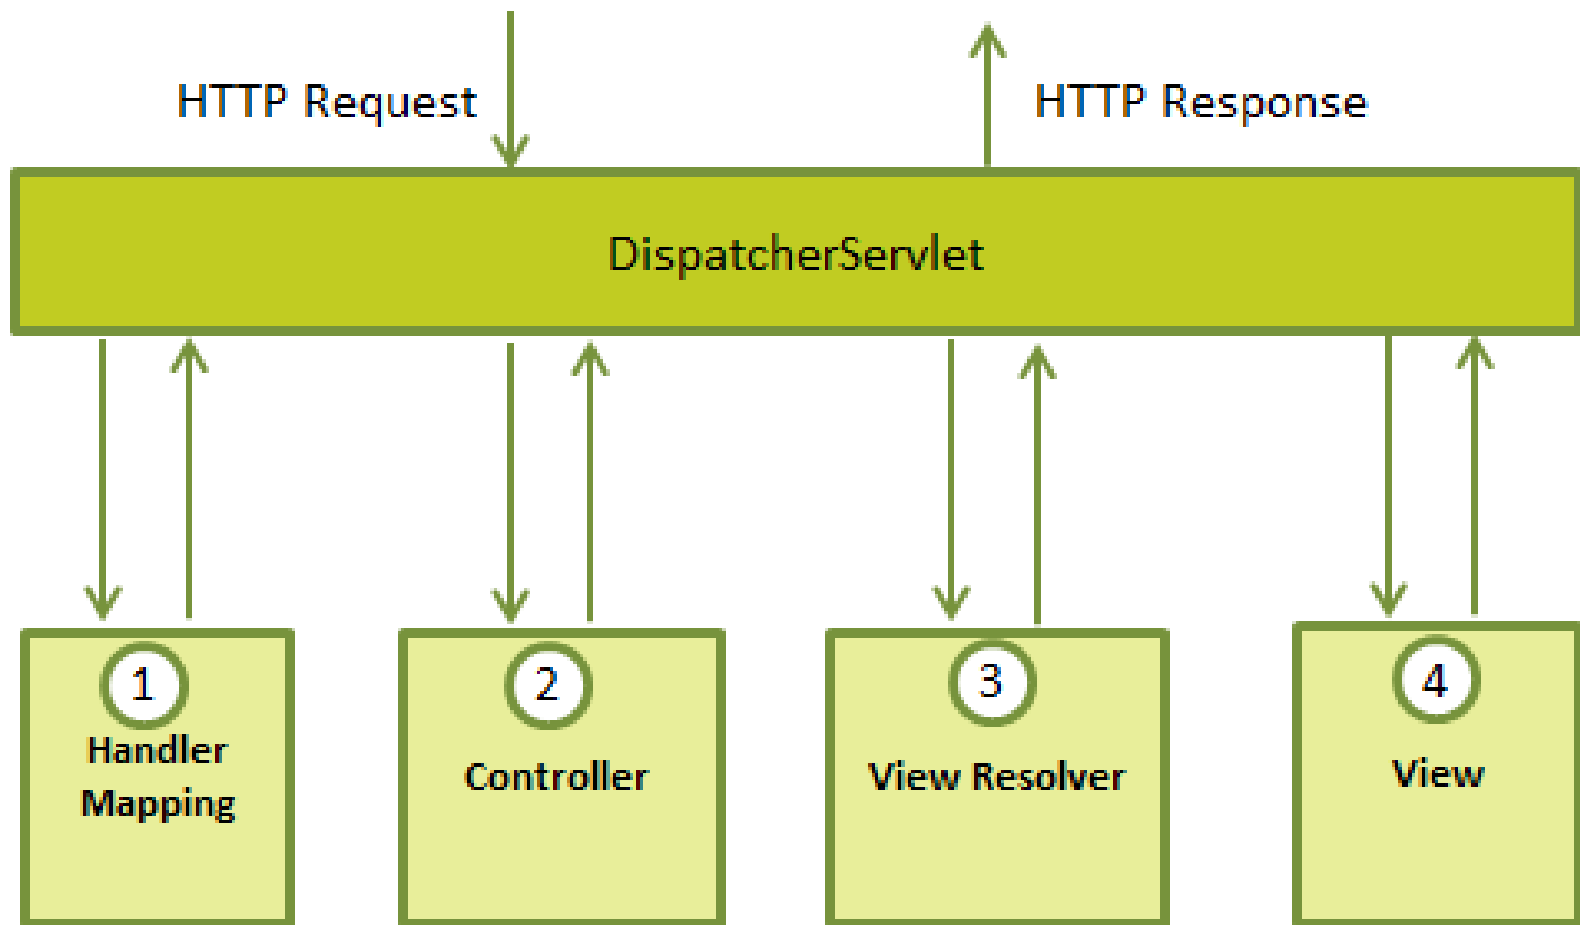 HTTP Request
HTTP Response
DispatcherServlet
1
Handler
Mapping
2
Controller
3
View Resolver
4
View